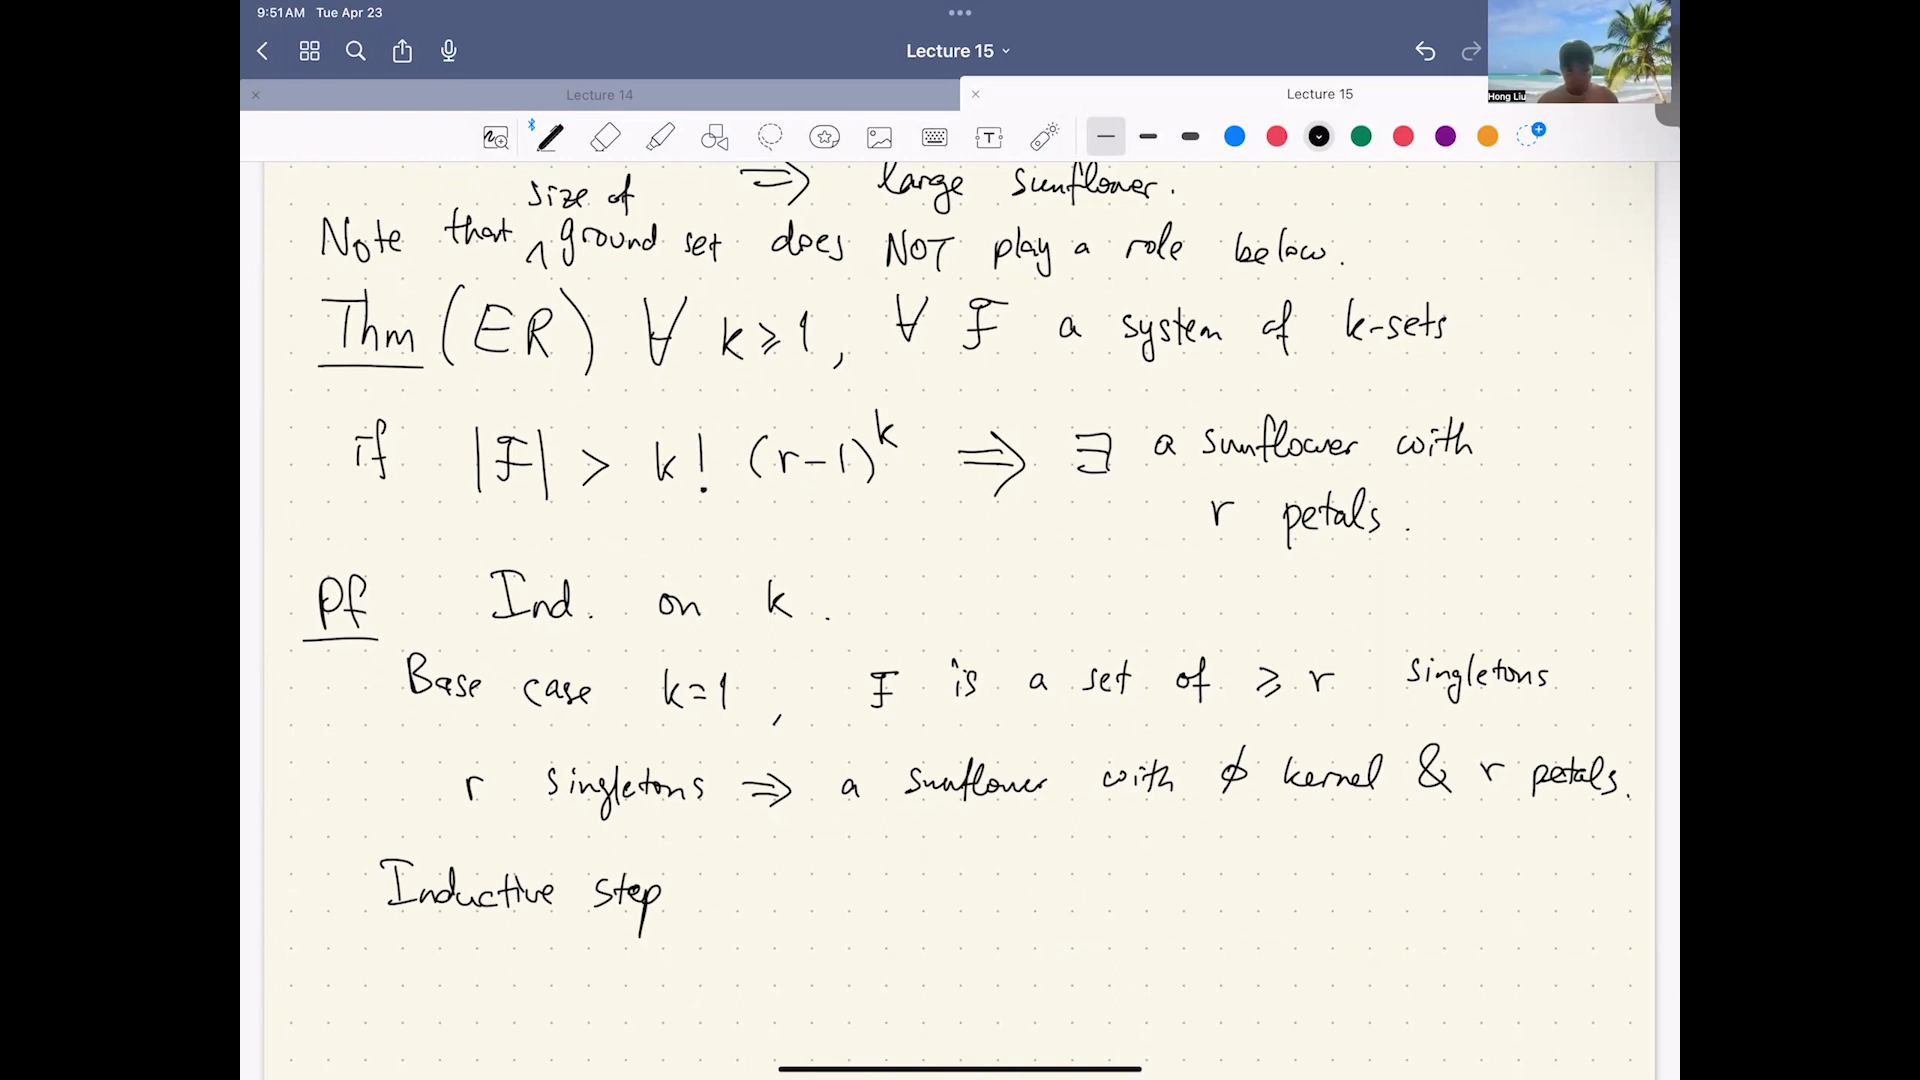 9:51 AM Tue Apr 23
Lecture 15
Lecture 14
Lecture 15
Hong Liu
⟹ large sunflower.
size of
Note that ∧ ground set does NOT play a role below.
Thm (ER) ∀ k ⩾ 1, ∀ F a system of k-sets
if |F| > k! (r-1)^k ⟹ ∃ a sunflower with
r petals.
Pf Ind. on k.
Base case k=1, F is a set of ⩾ r singletons
r singletons ⟹ a sunflower with ∅ kernel & r petals.
Inductive step